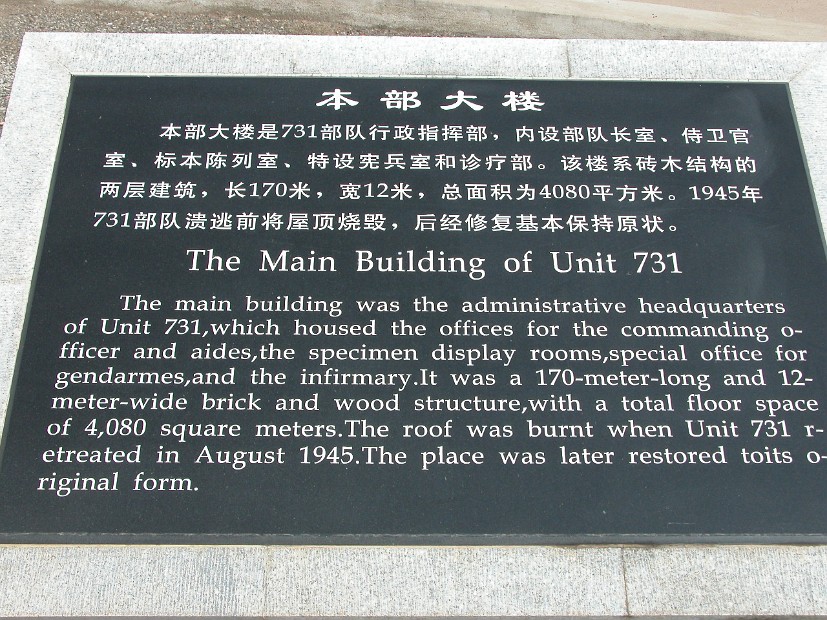 本部大楼
本部大楼是731部队行政指挥部，内设部队长室、侍卫官
室、标本陈列室、特设宪兵室和诊疗部。该楼系砖木结构的
两层建筑，长170米，宽12米，总面积为4080平方米。1945年
731部队溃逃前将屋顶烧毁，后经修复基本保持原状。
The Main Building of Unit 731
The main building was the administrative headquarters
of Unit 731,which housed the offices for the commanding o-
fficer and aides,the specimen display rooms,special office for
gendarmes,and the infirmary.It was a 170-meter-long and 12-
meter-wide brick and wood structure,with a total floor space
of 4,080 square meters.The roof was burnt when Unit 731 r-
etreated in August 1945.The place was later restored toits o-
riginal form.